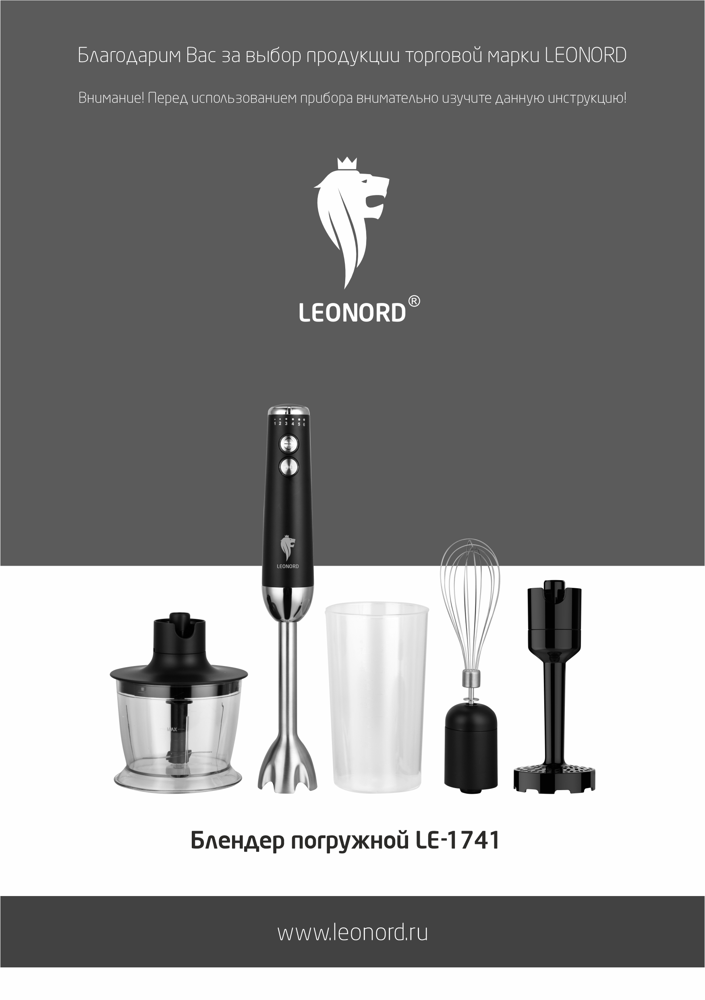 Благодарим Вас за выбор продукции торговой марки LEONORD
Внимание! Перед использованием прибора внимательно изучите данную инструкцию!
LEONORD®
1 2 3 4 5 6
LEONORD
MAX
Блендер погружной LE-1741
www.leonord.ru